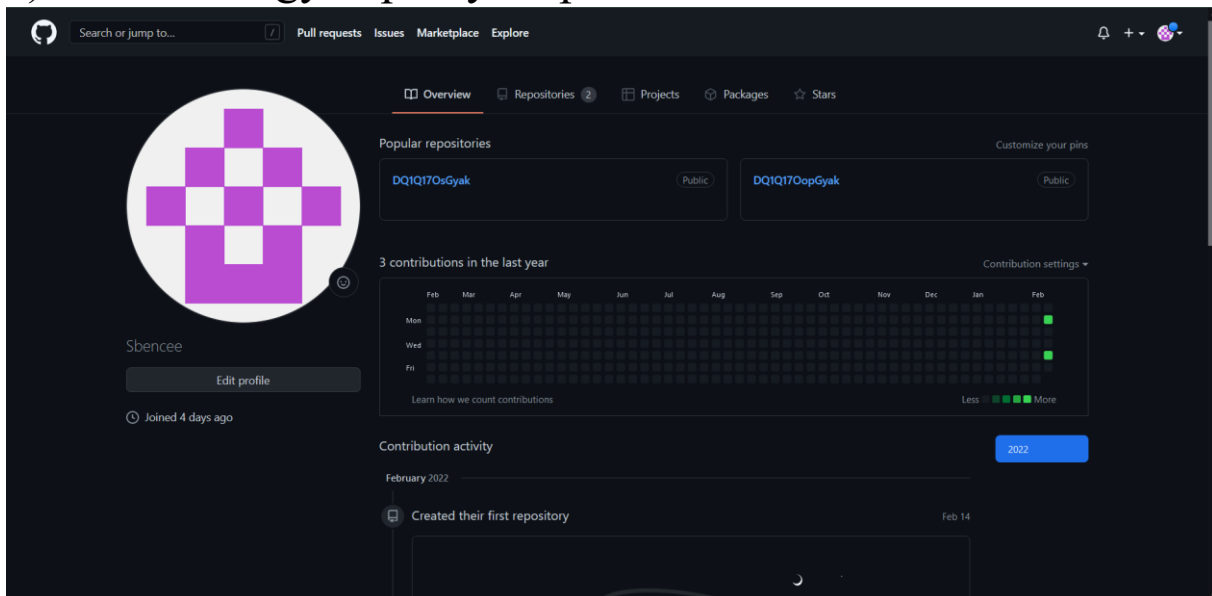 Search or jump to... / Pull requests Issues Marketplace Explore
Overview Repositories 2 Projects Packages Stars
Popular repositories Customize your pins
DQ1Q17OsGyak Public DQ1Q17OopGyak Public
3 contributions in the last year Contribution settings
Feb Mar Apr May Jun Jul Aug Sep Oct Nov Dec Jan Feb
Mon
Wed
Fri
Learn how we count contributions Less More
Sbencee
Edit profile
Joined 4 days ago
Contribution activity 2022
February 2022
Created their first repository Feb 14